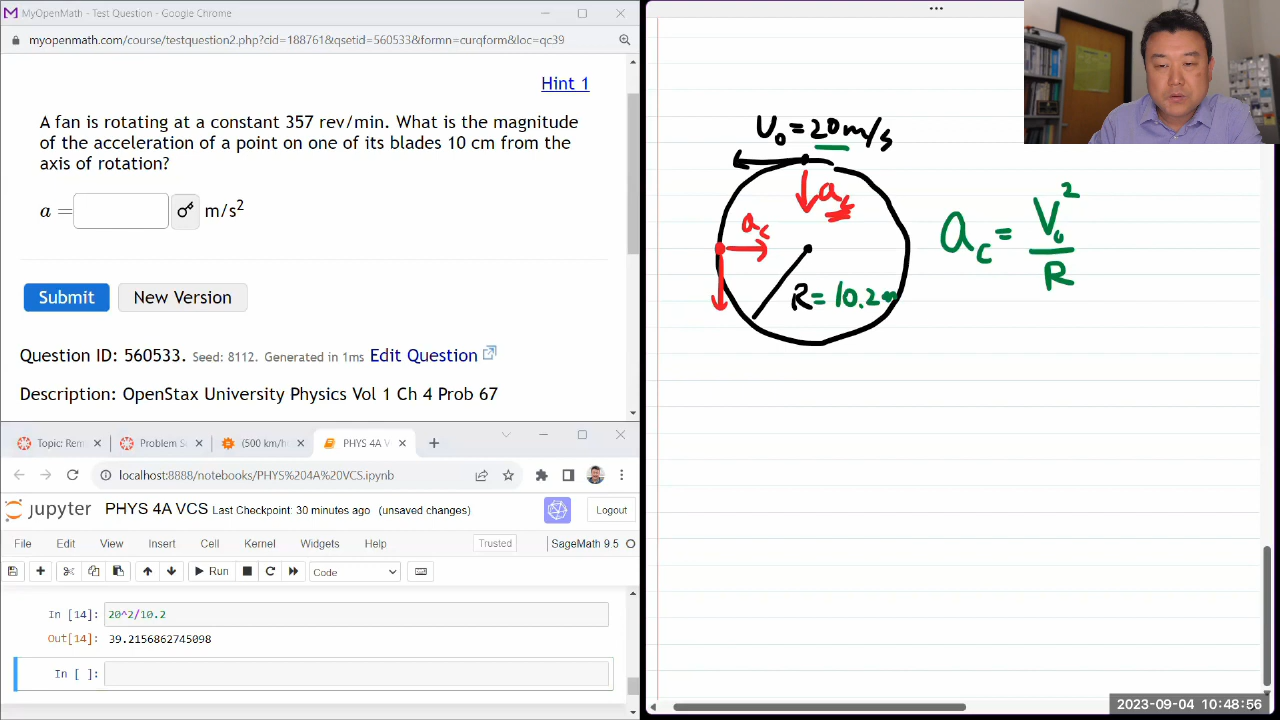 MyOpenMath - Test Question - Google Chrome
myopenmath.com/course/testquestion2.php?cid=188761&qsetid=560533&formn=curqform&loc=qc39
Hint 1
A fan is rotating at a constant 357 rev/min. What is the magnitude
of the acceleration of a point on one of its blades 10 cm from the
axis of rotation?
a =
m/s²
Submit
New Version
Question ID: 560533. Seed: 8112. Generated in 1ms Edit Question
Description: OpenStax University Physics Vol 1 Ch 4 Prob 67
Topic: Rem
Problem S
(500 km/h
PHYS 4A V
localhost:8888/notebooks/PHYS%204A%20VCS.ipynb
jupyter PHYS 4A VCS Last Checkpoint: 30 minutes ago (unsaved changes)
Logout
File Edit View Insert Cell Kernel Widgets Help
Trusted
SageMath 9.5
Run
Code
In [14]: 20^2/10.2
Out[14]: 39.2156862745098
In [ ]:
v₀ = 20 m/s
a_c
a_c
R = 10.2 m
a_c = v₀² / R
2023-09-04 10:48:56